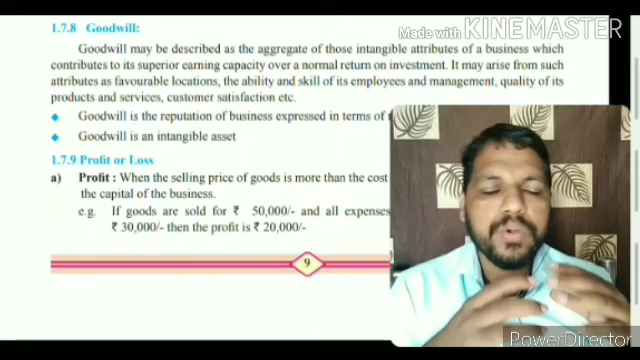 1.7.8 Goodwill:
Made with KINEMASTER
Goodwill may be described as the aggregate of those intangible attributes of a business which
contributes to its superior earning capacity over a normal return on investment. It may arise from such
attributes as favourable locations, the ability and skill of its employees and management, quality of its
products and services, customer satisfaction etc.
Goodwill is the reputation of business expressed in terms of
Goodwill is an intangible asset
1.7.9 Profit or Loss
a) Profit : When the selling price of goods is more than the cost
the capital of the business.
e.g. If goods are sold for ₹ 50,000/- and all expenses
₹ 30,000/- then the profit is ₹ 20,000/-
9
PowerDirector